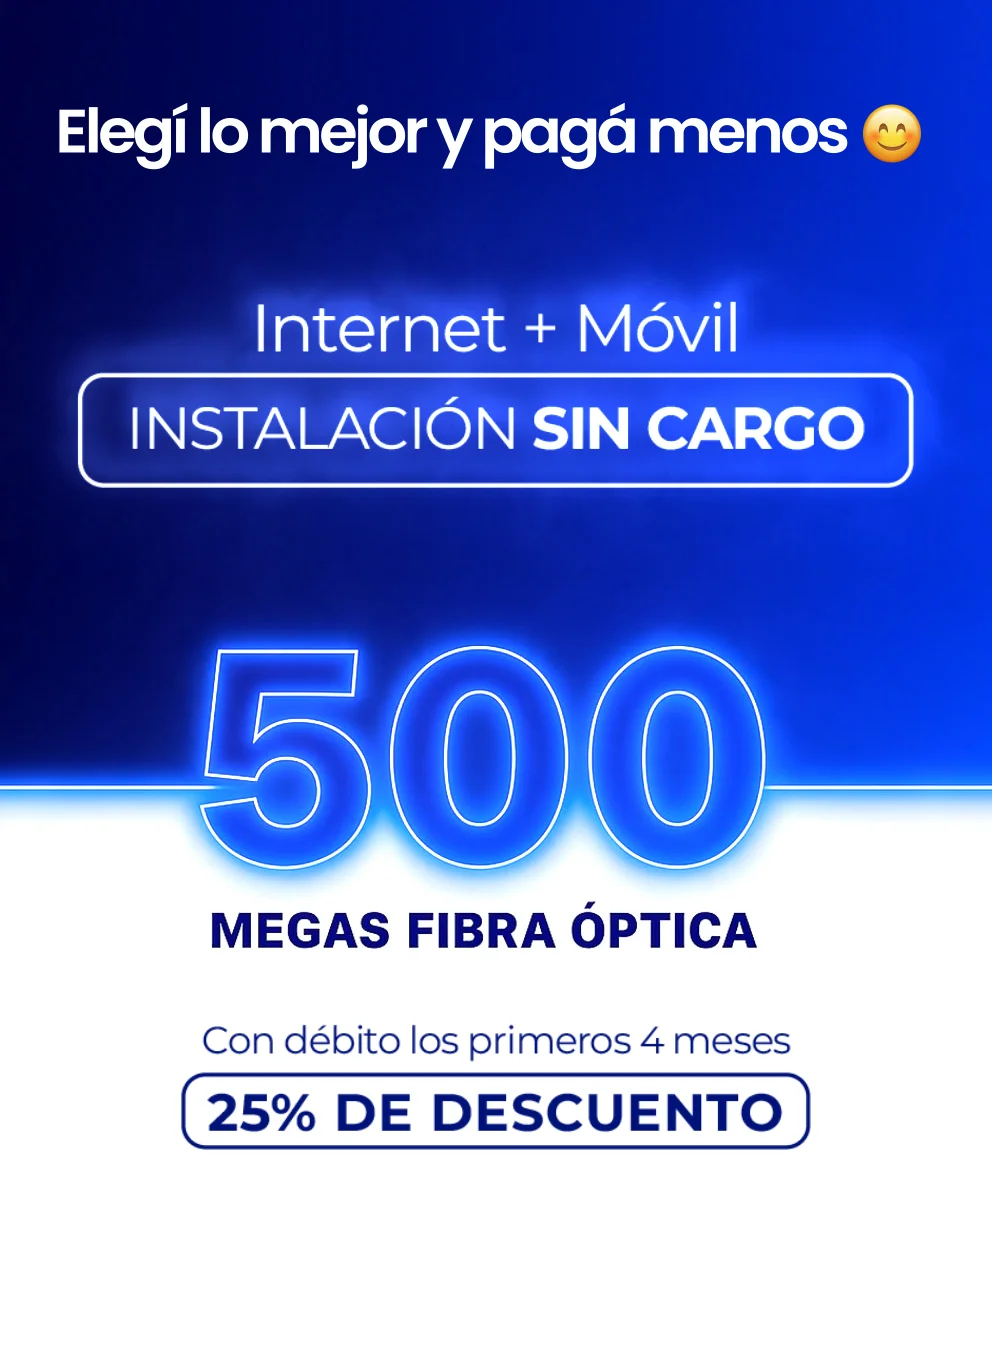 Elegí lo mejor y pagá menos 😊
Internet + Móvil
INSTALACIÓN SIN CARGO
500
MEGAS FIBRA ÓPTICA
Con débito los primeros 4 meses
25% DE DESCUENTO